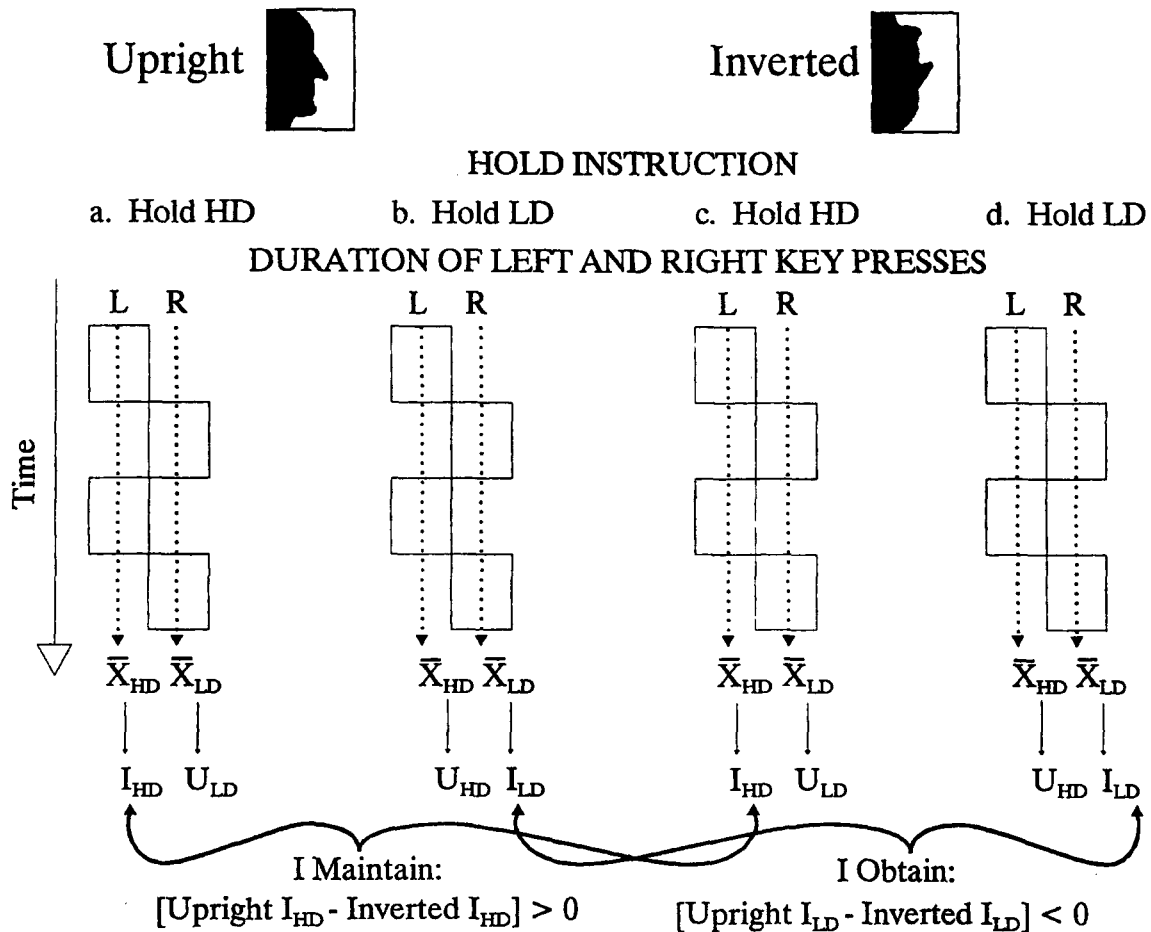 Upright Inverted
HOLD INSTRUCTION
a. Hold HD b. Hold LD c. Hold HD d. Hold LD
DURATION OF LEFT AND RIGHT KEY PRESSES
L R L R L R L R
Time
X̅HD X̅LD X̅HD X̅LD X̅HD X̅LD X̅HD X̅LD
IHD ULD UHD ILD IHD ULD UHD ILD
I Maintain: I Obtain:
[Upright IHD - Inverted IHD] > 0 [Upright ILD - Inverted ILD] < 0